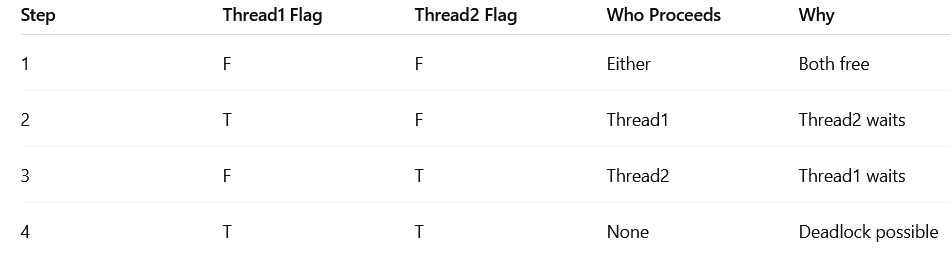 Step Thread1 Flag Thread2 Flag Who Proceeds Why
1 F F Either Both free
2 T F Thread1 Thread2 waits
3 F T Thread2 Thread1 waits
4 T T None Deadlock possible